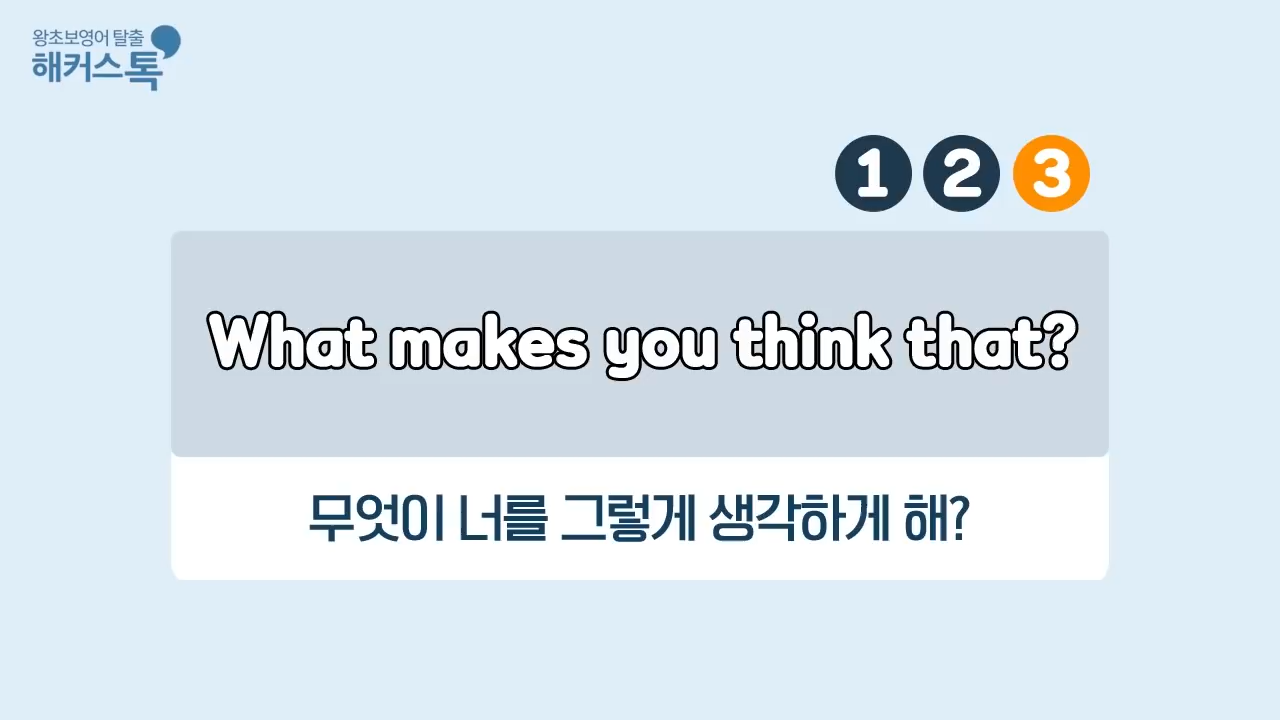 왕초보영어 탈출
해커스톡
1 2 3
What makes you think that?
무엇이 너를 그렇게 생각하게 해?